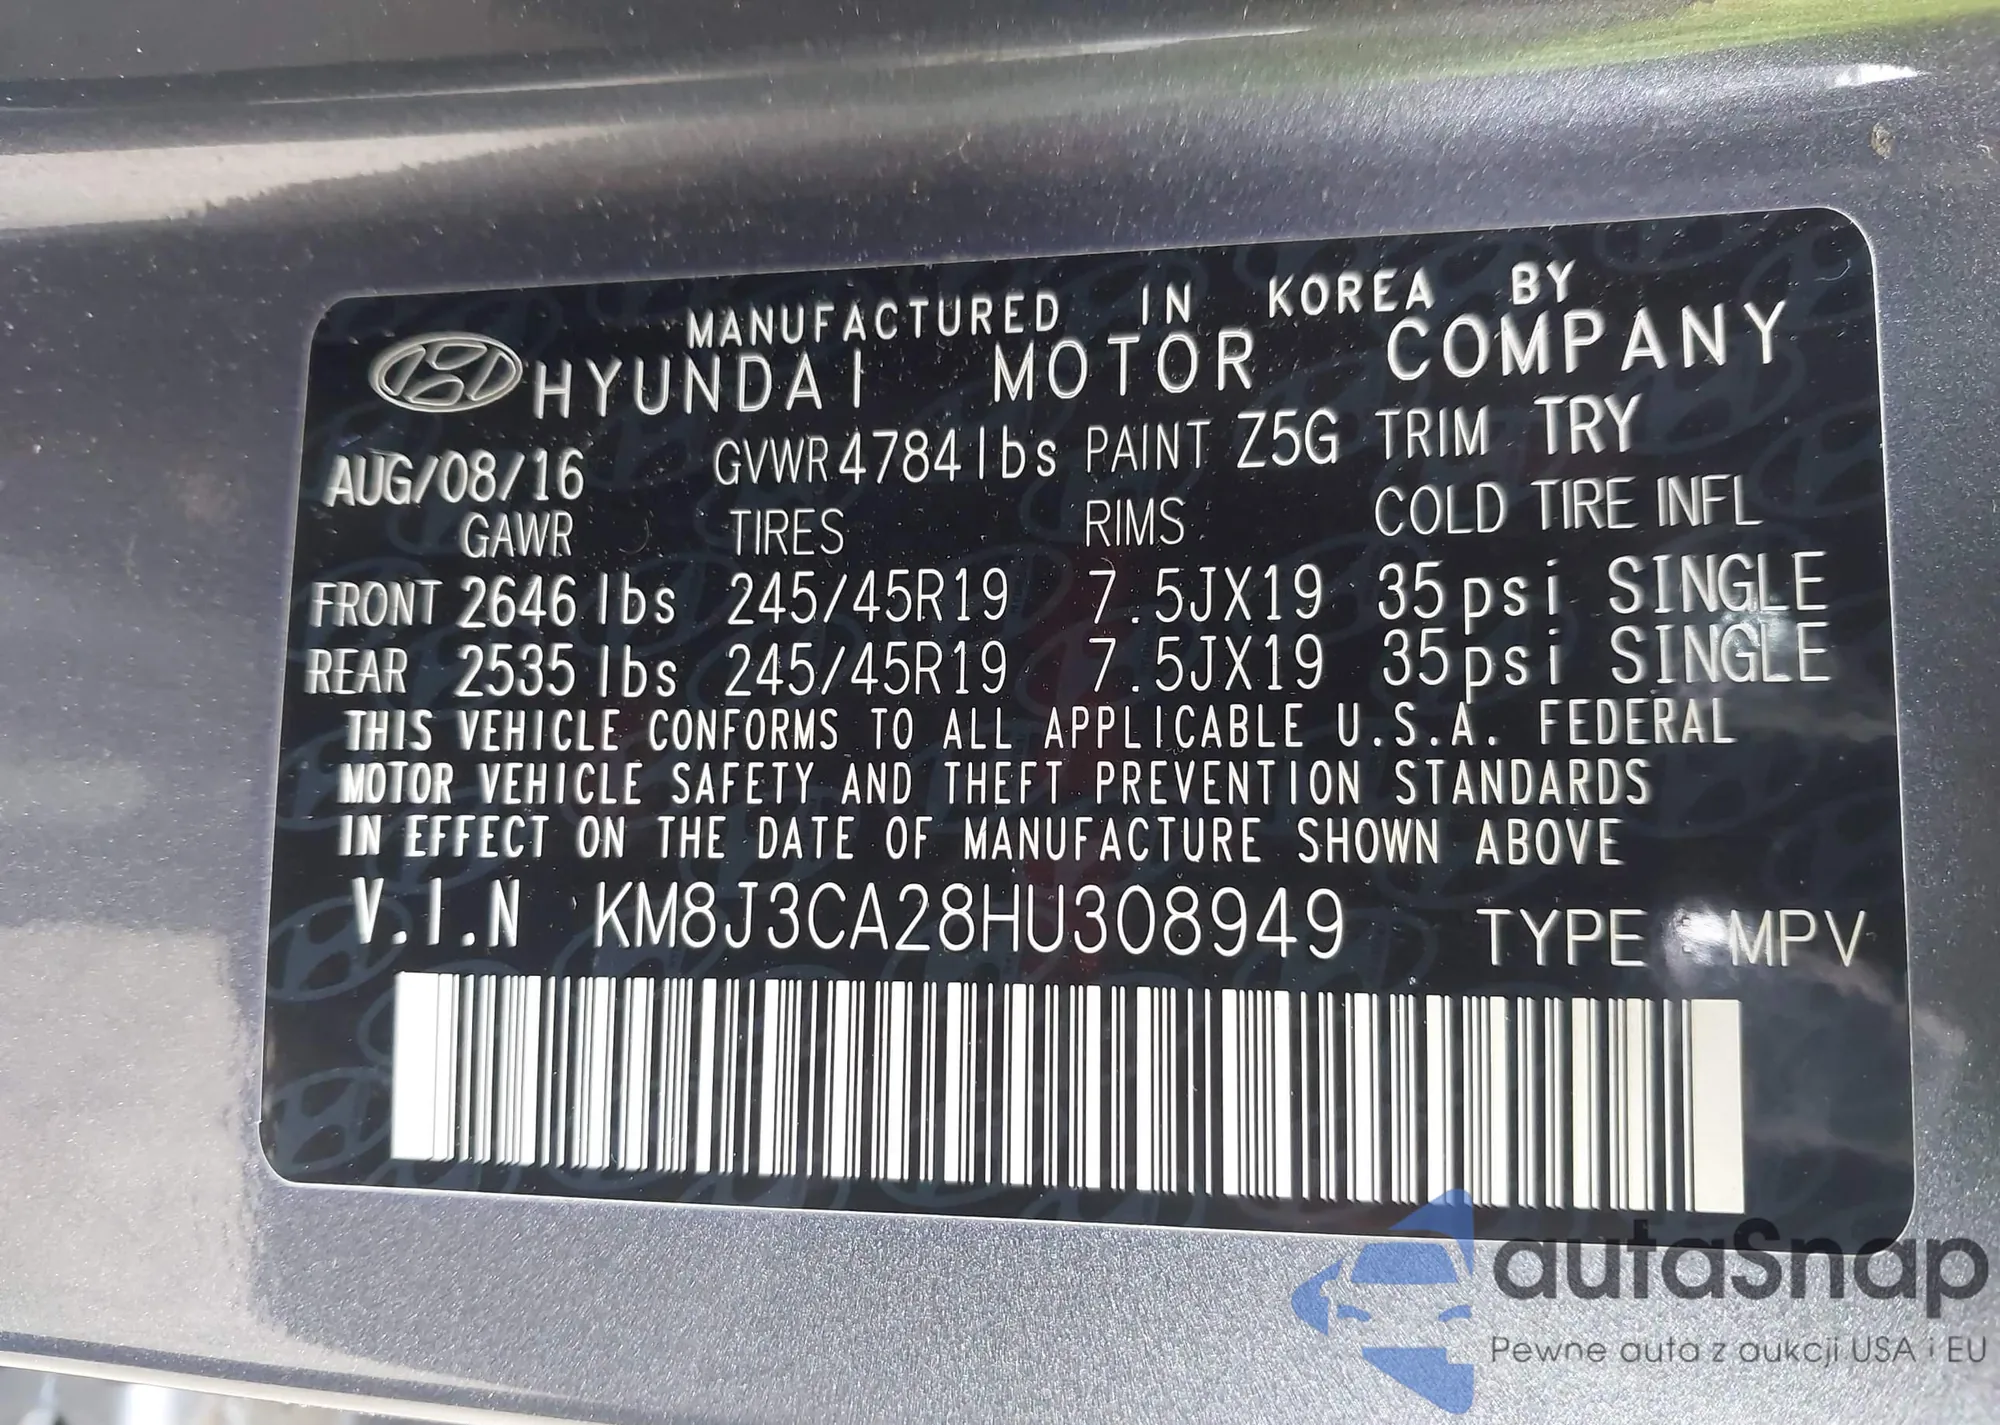 MANUFACTURED IN KOREA BY
HYUNDAI MOTOR COMPANY
AUG/08/16 GVWR 4784 lbs PAINT Z5G TRIM TRY
GAWR TIRES RIMS COLD TIRE INFL
FRONT 2646 lbs 245/45R19 7.5JX19 35psi SINGLE
REAR 2535 lbs 245/45R19 7.5JX19 35psi SINGLE
THIS VEHICLE CONFORMS TO ALL APPLICABLE U.S.A. FEDERAL
MOTOR VEHICLE SAFETY AND THEFT PREVENTION STANDARDS
IN EFFECT ON THE DATE OF MANUFACTURE SHOWN ABOVE
V.I.N KM8J3CA28HU308949 TYPE : MPV
autaSnap
Pewne auta z aukcji USA i EU